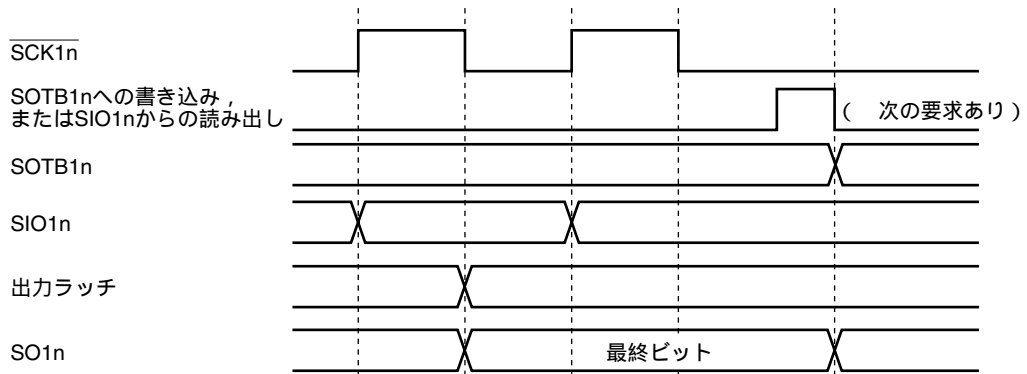 SCK1n
SOTB1nへの書き込み，
またはSIO1nからの読み出し
( 次の要求あり )
SOTB1n
SIO1n
出力ラッチ
SO1n
最終ビット